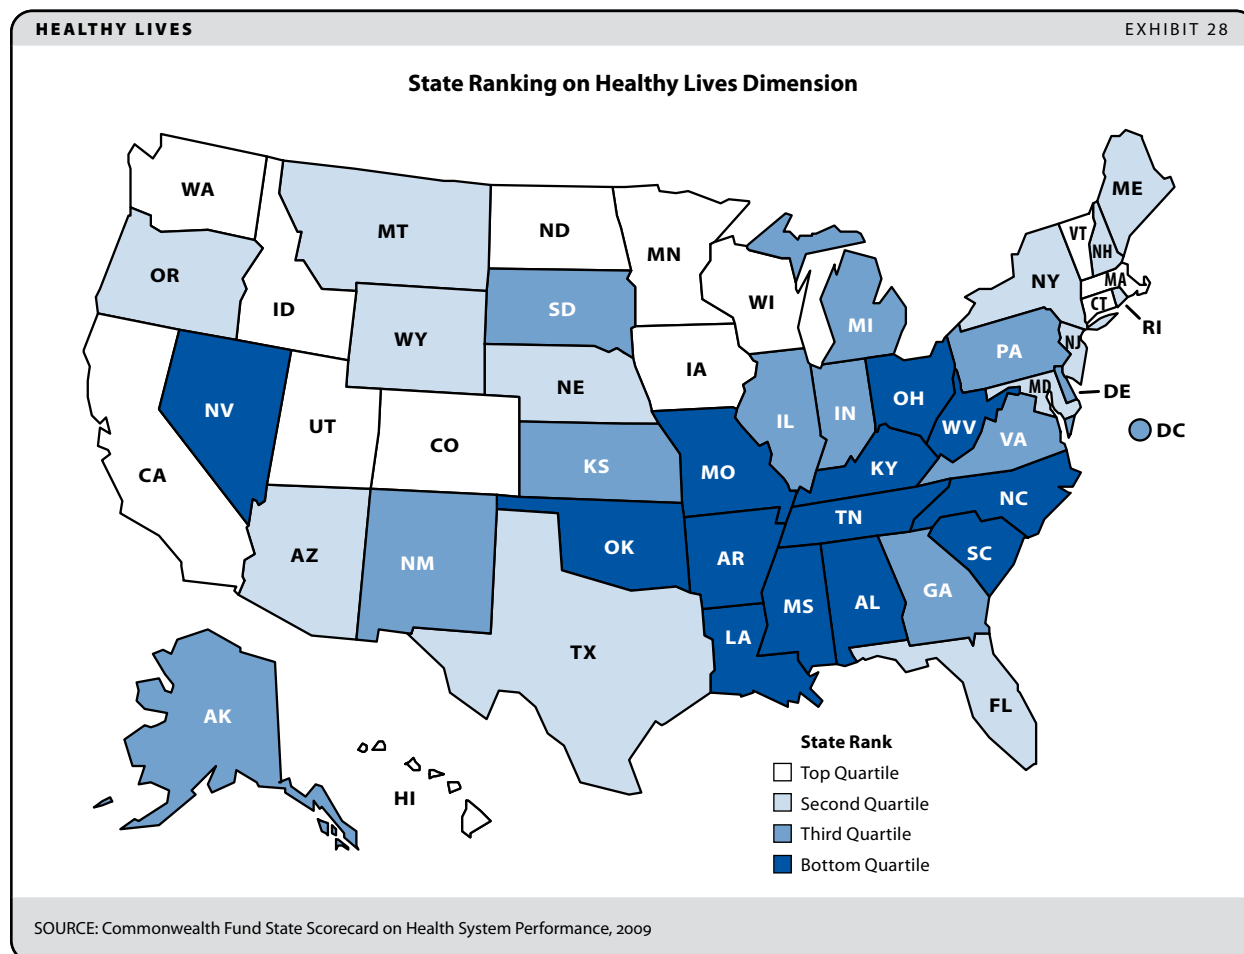 HEALTHY LIVES
EXHIBIT 28
State Ranking on Healthy Lives Dimension
WA
ME
MT
ND
VT
MN
NH
OR
NY
MA
WI
CT
ID
SD
MI
RI
WY
NJ
PA
IA
NE
MD
DE
OH
NV
IL
IN
UT
WV
DC
CO
VA
KS
KY
MO
CA
NC
TN
OK
AZ
SC
AR
NM
GA
MS
AL
LA
TX
FL
AK
HI
State Rank
Top Quartile
Second Quartile
Third Quartile
Bottom Quartile
SOURCE: Commonwealth Fund State Scorecard on Health System Performance, 2009